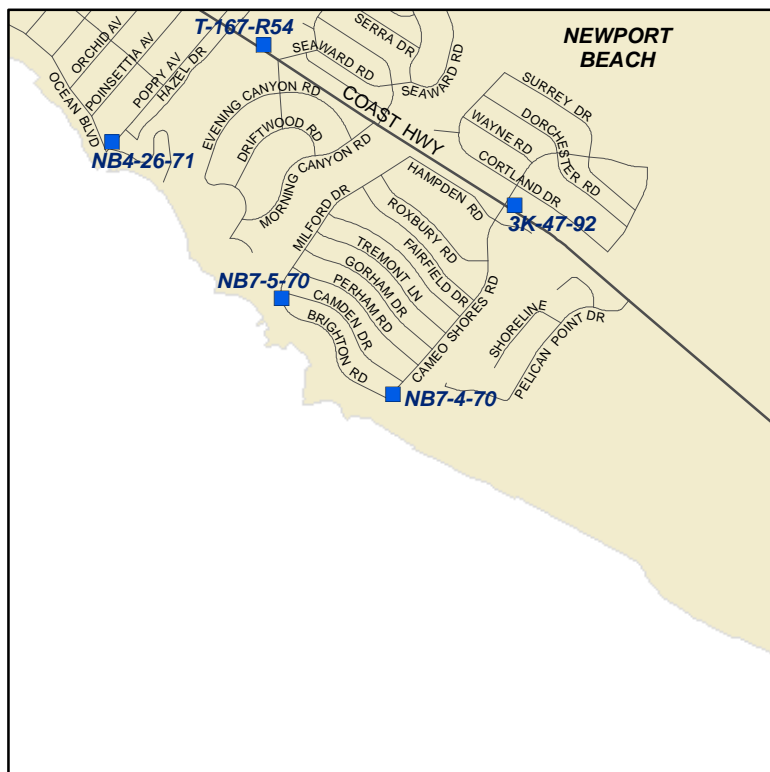 T-167-R54
NEWPORT
BEACH
ORCHID AV
POINSETTIA AV
POPPY AV
HAZEL DR
OCEAN BLVD
NB4-26-71
SERRA DR
SEAWARD RD
SEAWARD RD
EVENING CANYON RD
DRIFTWOOD RD
MORNING CANYON RD
COAST HWY
SURREY DR
DORCHESTER RD
WAYNE RD
CORTLAND DR
3K-47-92
HAMPDEN RD
ROXBURY RD
FAIRFIELD DR
MILFORD DR
TREMONT LN
GORHAM DR
PERHAM RD
CAMDEN DR
BRIGHTON RD
NB7-5-70
CAMEO SHORES RD
SHORELINE
PELICAN POINT DR
NB7-4-70